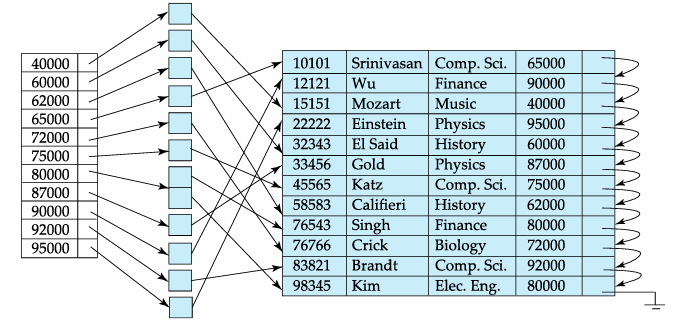 40000
60000
62000
65000
72000
75000
80000
87000
90000
92000
95000
10101 Srinivasan Comp. Sci. 65000
12121 Wu Finance 90000
15151 Mozart Music 40000
22222 Einstein Physics 95000
32343 El Said History 60000
33456 Gold Physics 87000
45565 Katz Comp. Sci. 75000
58583 Califieri History 62000
76543 Singh Finance 80000
76766 Crick Biology 72000
83821 Brandt Comp. Sci. 92000
98345 Kim Elec. Eng. 80000